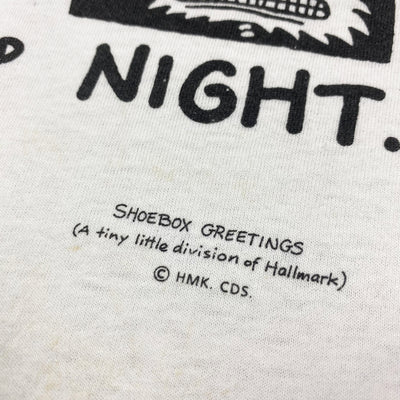 NIGHT.
SHOEBOX GREETINGS
(A tiny little division of Hallmark)
© HMK. CDS.